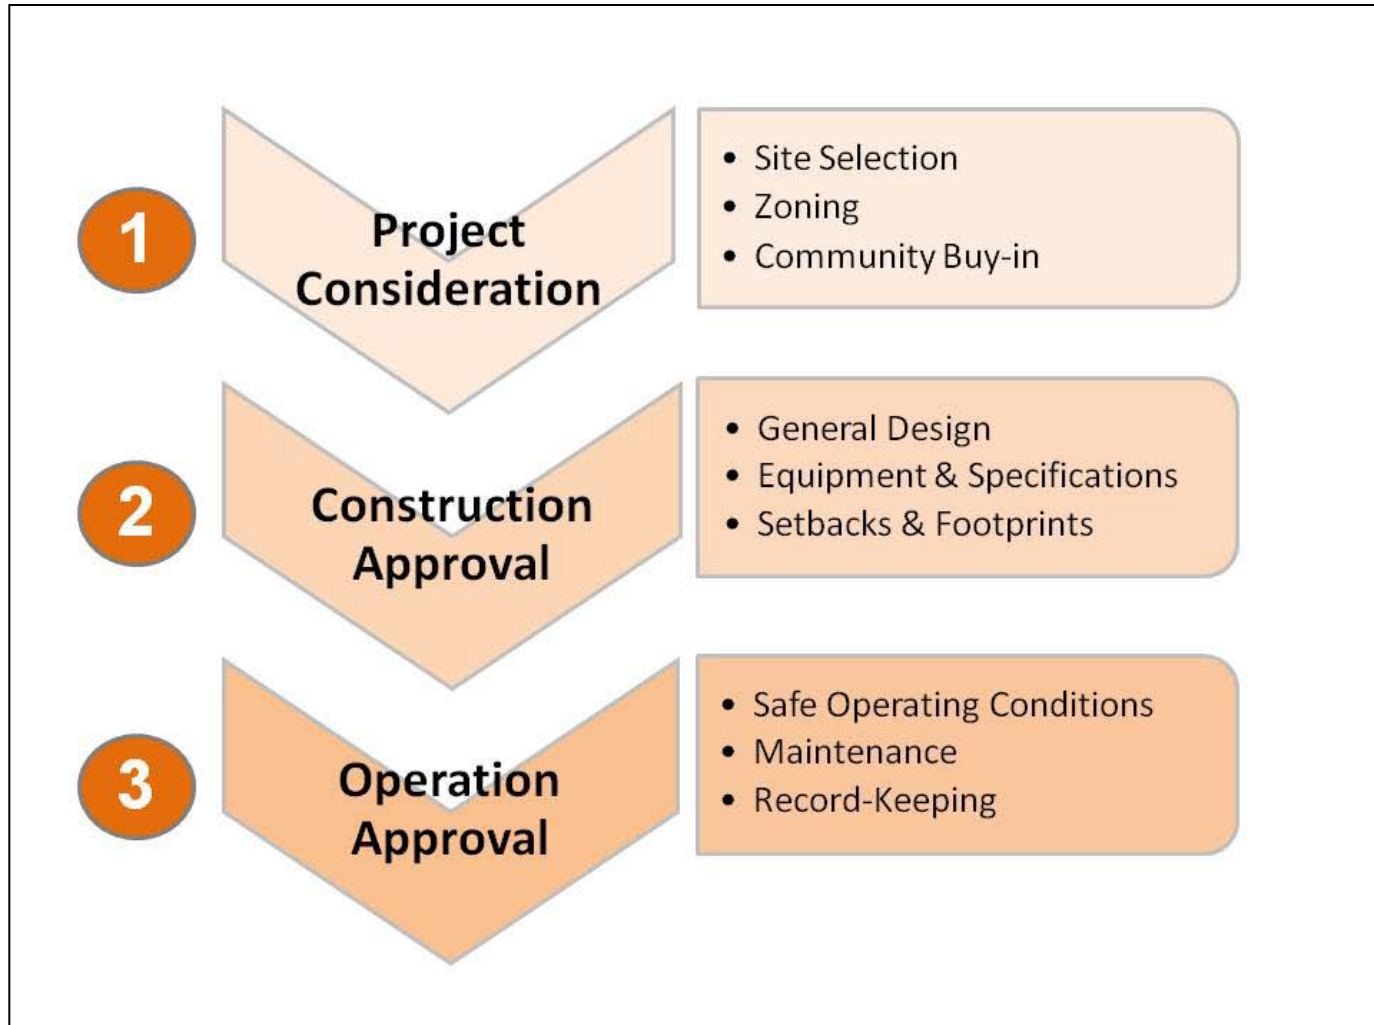 1
Project
Consideration
• Site Selection
• Zoning
• Community Buy-in
2
Construction
Approval
• General Design
• Equipment & Specifications
• Setbacks & Footprints
3
Operation
Approval
• Safe Operating Conditions
• Maintenance
• Record-Keeping